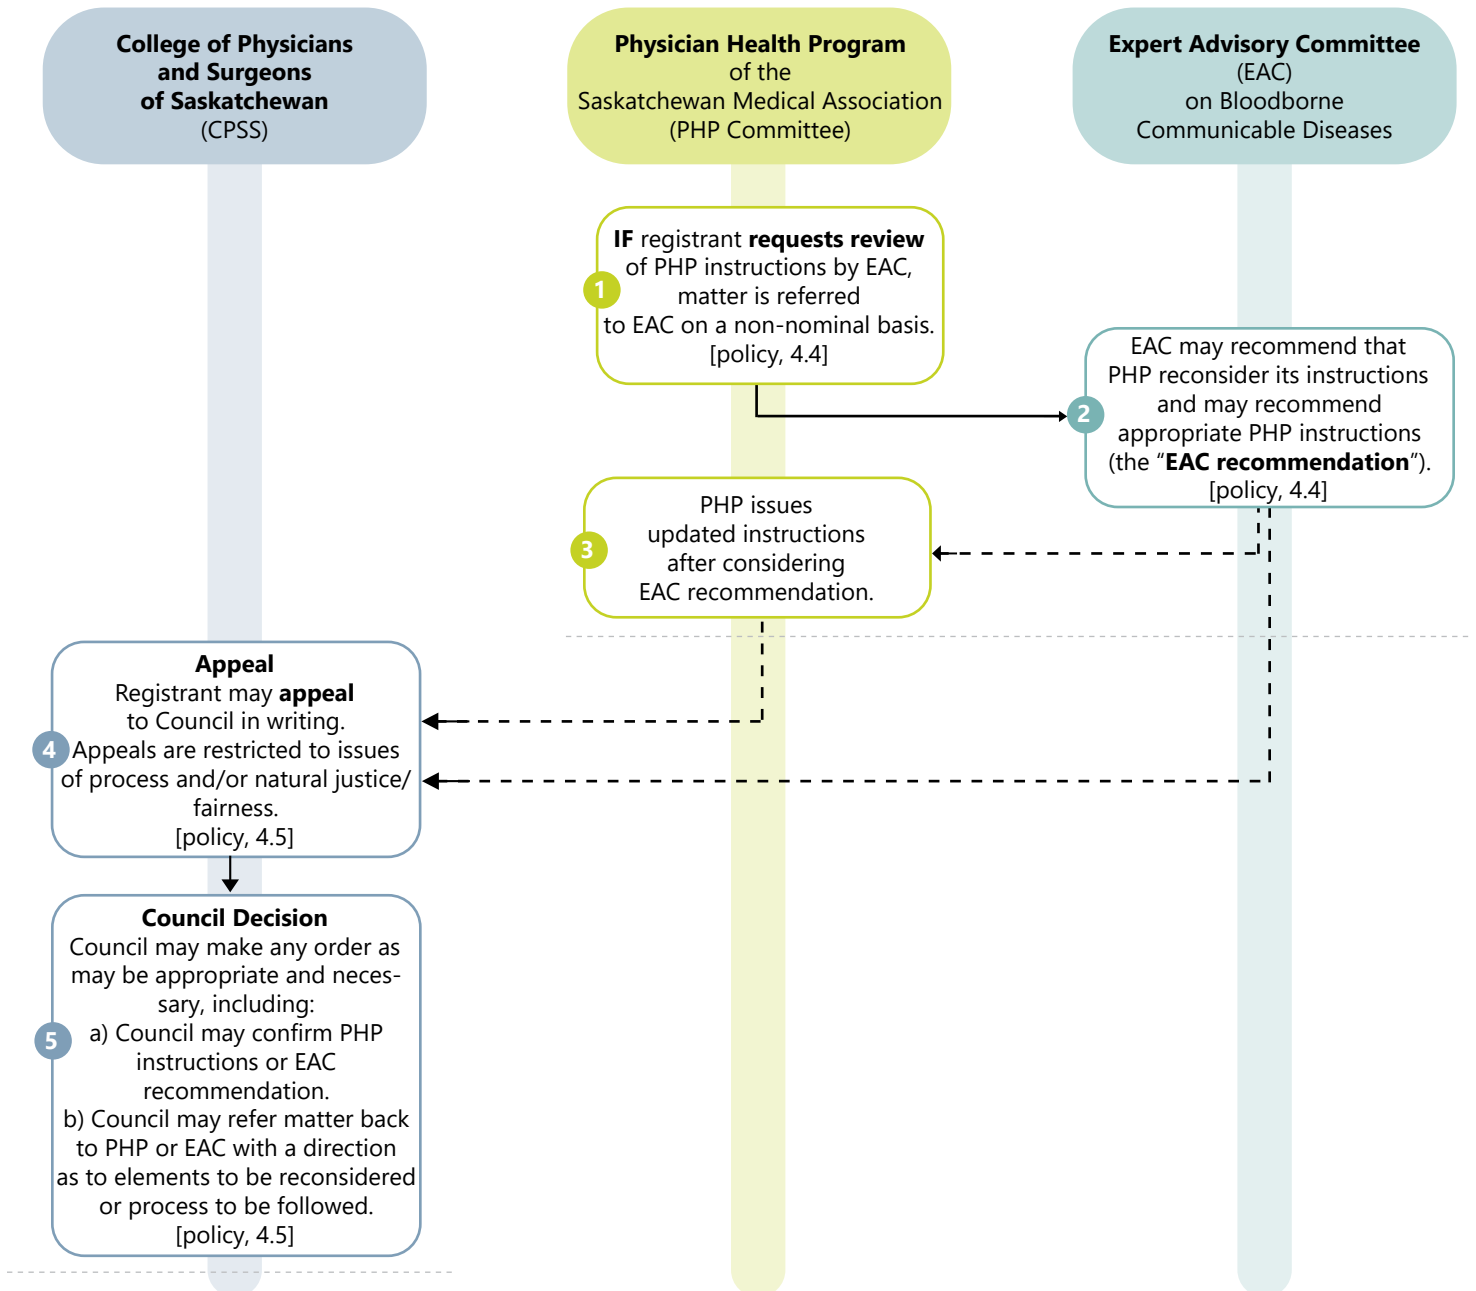 College of Physicians
and Surgeons
of Saskatchewan
(CPSS)
Physician Health Program
of the
Saskatchewan Medical Association
(PHP Committee)
Expert Advisory Committee
(EAC)
on Bloodborne
Communicable Diseases
1
IF registrant requests review
of PHP instructions by EAC,
matter is referred
to EAC on a non-nominal basis.
[policy, 4.4]
2
EAC may recommend that
PHP reconsider its instructions
and may recommend
appropriate PHP instructions
(the “EAC recommendation”).
[policy, 4.4]
3
PHP issues
updated instructions
after considering
EAC recommendation.
4
Appeal
Registrant may appeal
to Council in writing.
Appeals are restricted to issues
of process and/or natural justice/
fairness.
[policy, 4.5]
5
Council Decision
Council may make any order as
may be appropriate and neces-
sary, including:
a) Council may confirm PHP
instructions or EAC
recommendation.
b) Council may refer matter back
to PHP or EAC with a direction
as to elements to be reconsidered
or process to be followed.
[policy, 4.5]